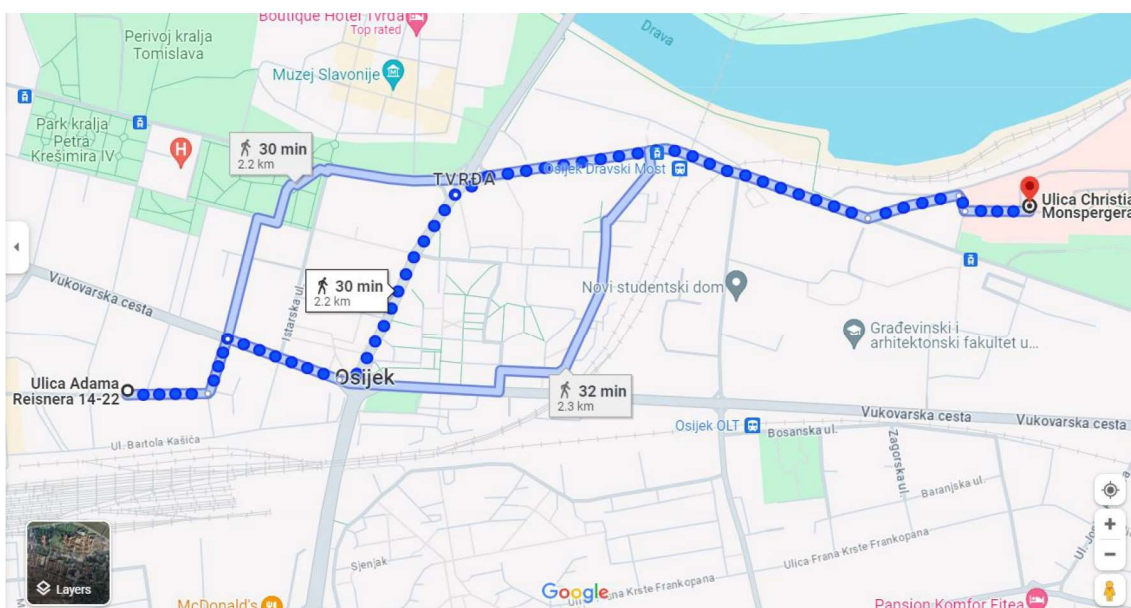 Boutique Hotel Tvrđa
Top rated
Perivoj kralja
Tomislava
Drava
Muzej Slavonije
Park kralja
Petra
Krešimira IV
H
30 min
2.2 km
TVRĐA
Osijek Dravski Most
Ulica Christia
Monspergera
Vukovarska cesta
Istarska ul.
30 min
2.2 km
Novi studentski dom
Građevinski i
arhitektonski fakultet u...
Ulica Adama
Reisnera 14-22
Osijek
32 min
2.3 km
Vukovarska cesta
Vukovarska cesta
Osijek OLT
Bosanska ul.
Ul. Bartola Kašića
Zagorska ul.
Baranjska ul.
Sjenjak
Ulica Frana Krste Frankopana
Layers
Google
McDonald's
Pansion Komfor Eitea